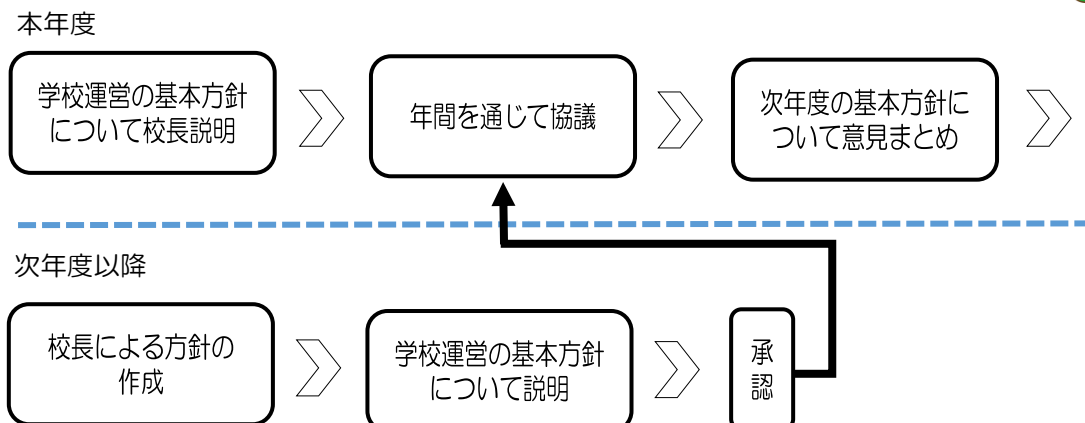 本年度
学校運営の基本方針
について校長説明
年間を通じて協議
次年度の基本方針に
ついて意見まとめ
次年度以降
校長による方針の
作成
学校運営の基本方針
について説明
承
認